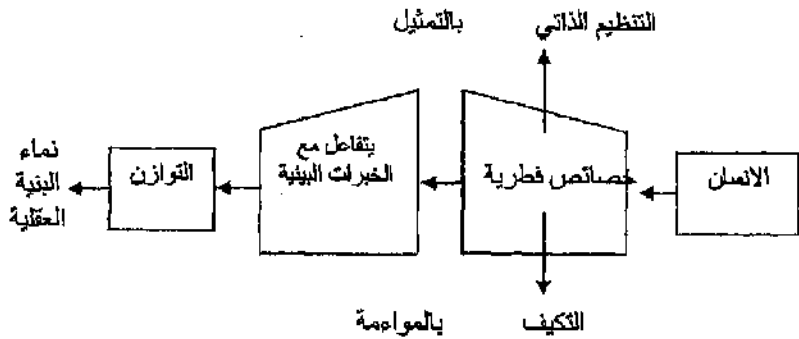 التنظيم الذاتي
بالتمثيل
الانسان
خصائص فطرية
يتفاعل مع
الخبرات البيئية
التوازن
نماء
البنية
العقلية
التكيف
بالمواءمة